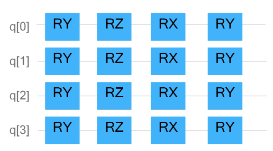 q[0] RY RZ RX RY
q[1] RY RZ RX RY
q[2] RY RZ RX RY
q[3] RY RZ RX RY